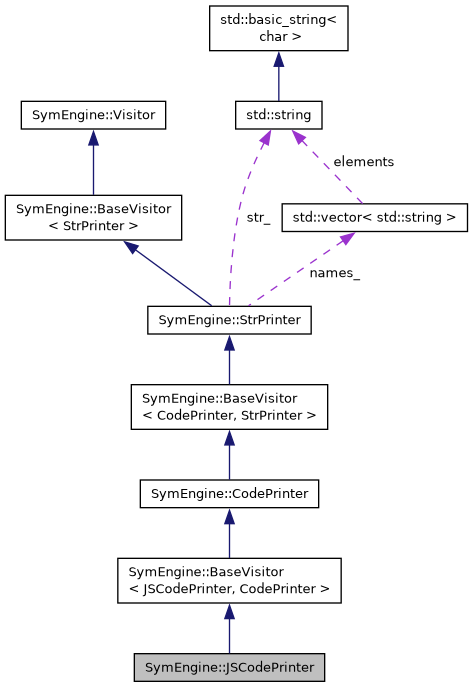 std::basic_string<
char >
SymEngine::Visitor
std::string
elements
SymEngine::BaseVisitor
< StrPrinter >
str_
std::vector< std::string >
names_
SymEngine::StrPrinter
SymEngine::BaseVisitor
< CodePrinter, StrPrinter >
SymEngine::CodePrinter
SymEngine::BaseVisitor
< JSCodePrinter, CodePrinter >
SymEngine::JSCodePrinter